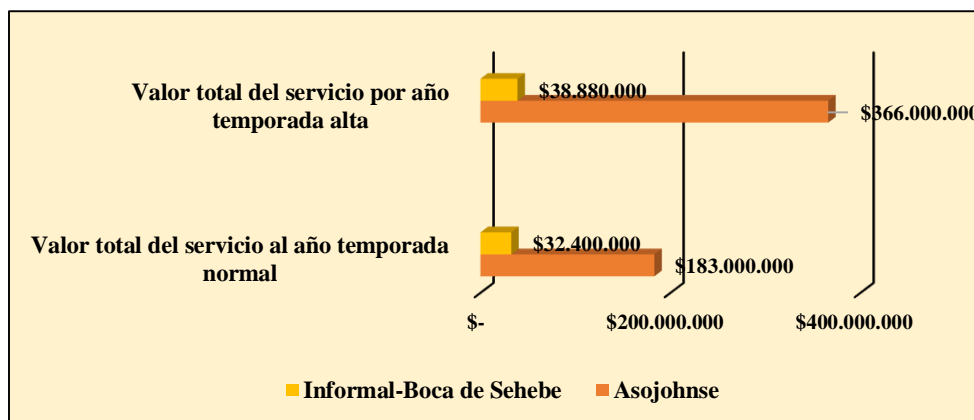 Valor total del servicio por año
temporada alta
$38.880.000
$366.000.000
Valor total del servicio al año temporada
normal
$32.400.000
$183.000.000
$-
$200.000.000
$400.000.000
Informal-Boca de Sehebe
Asojohnse